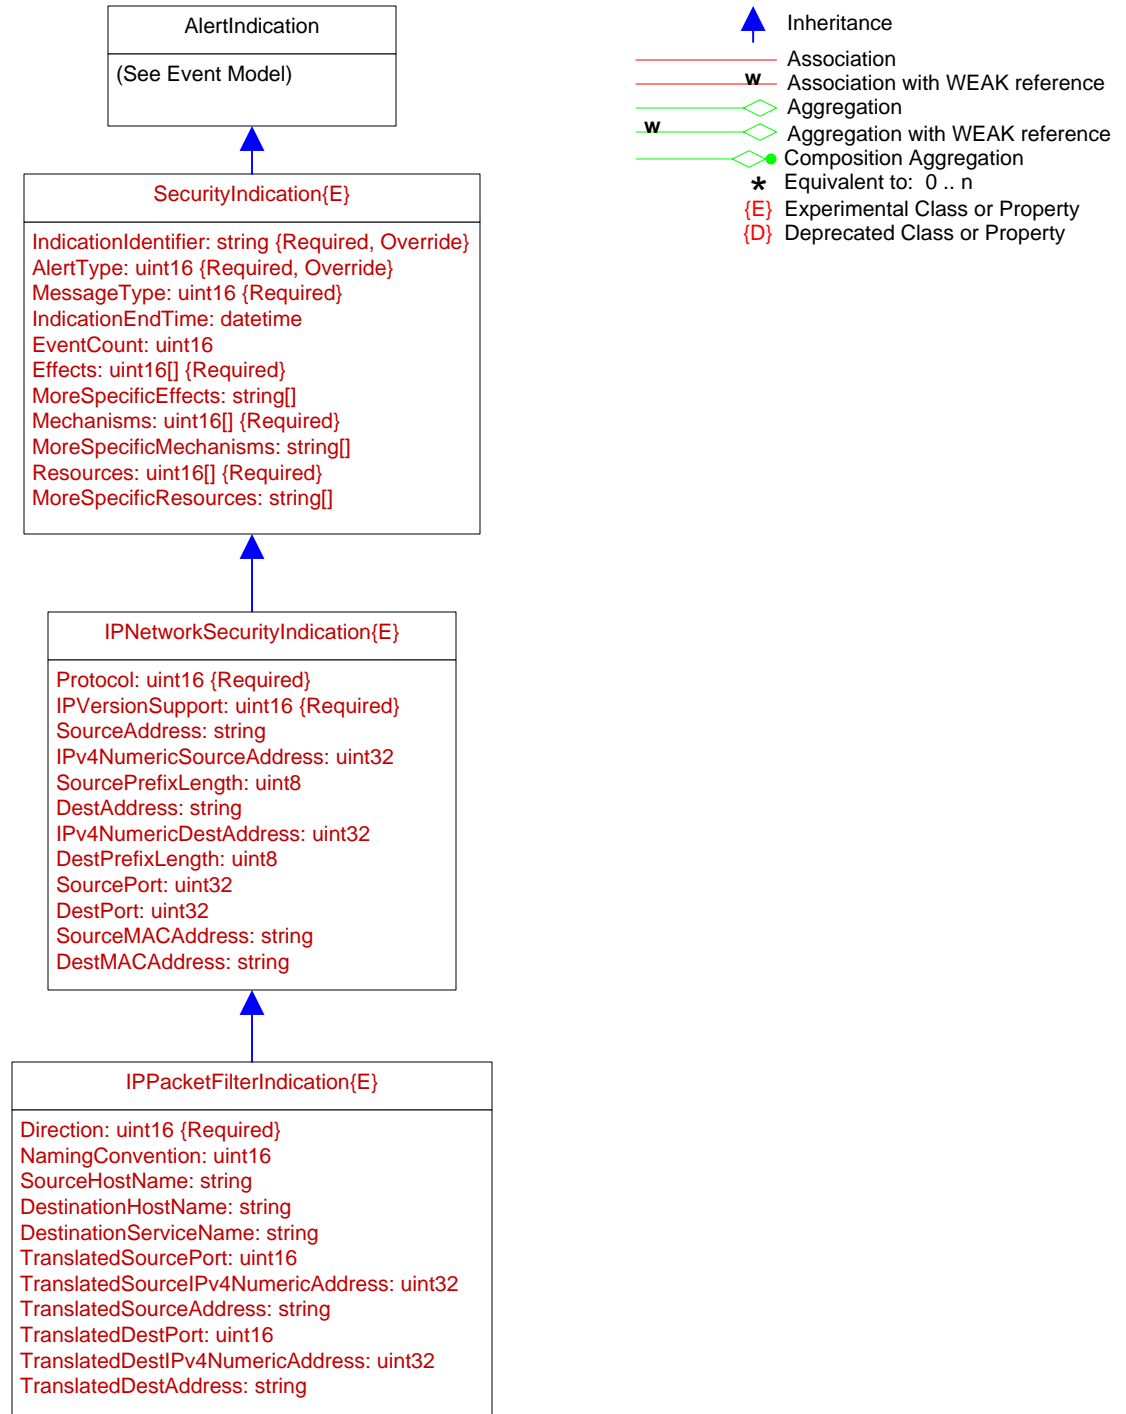 AlertIndication
(See Event Model)
SecurityIndication{E}
IndicationIdentifier: string {Required, Override}
AlertType: uint16 {Required, Override}
MessageType: uint16 {Required}
IndicationEndTime: datetime
EventCount: uint16
Effects: uint16[] {Required}
MoreSpecificEffects: string[]
Mechanisms: uint16[] {Required}
MoreSpecificMechanisms: string[]
Resources: uint16[] {Required}
MoreSpecificResources: string[]
IPNetworkSecurityIndication{E}
Protocol: uint16 {Required}
IPVersionSupport: uint16 {Required}
SourceAddress: string
IPv4NumericSourceAddress: uint32
SourcePrefixLength: uint8
DestAddress: string
IPv4NumericDestAddress: uint32
DestPrefixLength: uint8
SourcePort: uint32
DestPort: uint32
SourceMACAddress: string
DestMACAddress: string
IPPacketFilterIndication{E}
Direction: uint16 {Required}
NamingConvention: uint16
SourceHostName: string
DestinationHostName: string
DestinationServiceName: string
TranslatedSourcePort: uint16
TranslatedSourceIPv4NumericAddress: uint32
TranslatedSourceAddress: string
TranslatedDestPort: uint16
TranslatedDestIPv4NumericAddress: uint32
TranslatedDestAddress: string
Inheritance
Association
w Association with WEAK reference
Aggregation
w Aggregation with WEAK reference
Composition Aggregation
* Equivalent to: 0 .. n
{E} Experimental Class or Property
{D} Deprecated Class or Property